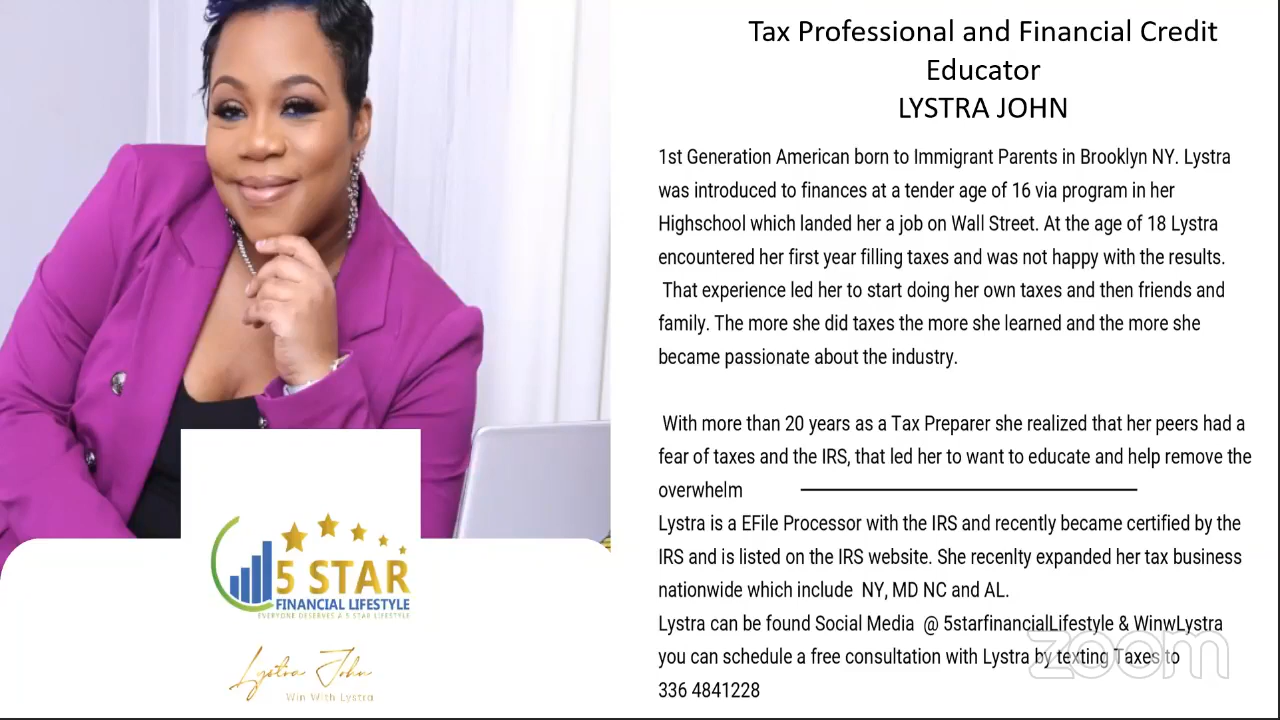 Tax Professional and Financial Credit
Educator
LYSTRA JOHN
1st Generation American born to Immigrant Parents in Brooklyn NY. Lystra
was introduced to finances at a tender age of 16 via program in her
Highschool which landed her a job on Wall Street. At the age of 18 Lystra
encountered her first year filling taxes and was not happy with the results.
That experience led her to start doing her own taxes and then friends and
family. The more she did taxes the more she learned and the more she
became passionate about the industry.
With more than 20 years as a Tax Preparer she realized that her peers had a
fear of taxes and the IRS, that led her to want to educate and help remove the
overwhelm
Lystra is a EFile Processor with the IRS and recently became certified by the
IRS and is listed on the IRS website. She recenlty expanded her tax business
nationwide which include NY, MD NC and AL.
Lystra can be found Social Media @ 5starfinancialLifestyle & WinwLystra
you can schedule a free consultation with Lystra by texting Taxes to
336 4841228
5 STAR
FINANCIAL LIFESTYLE
EVERYONE DESERVES A 5 STAR LIFESTYLE
Lystra John
Win With Lystra
zoom